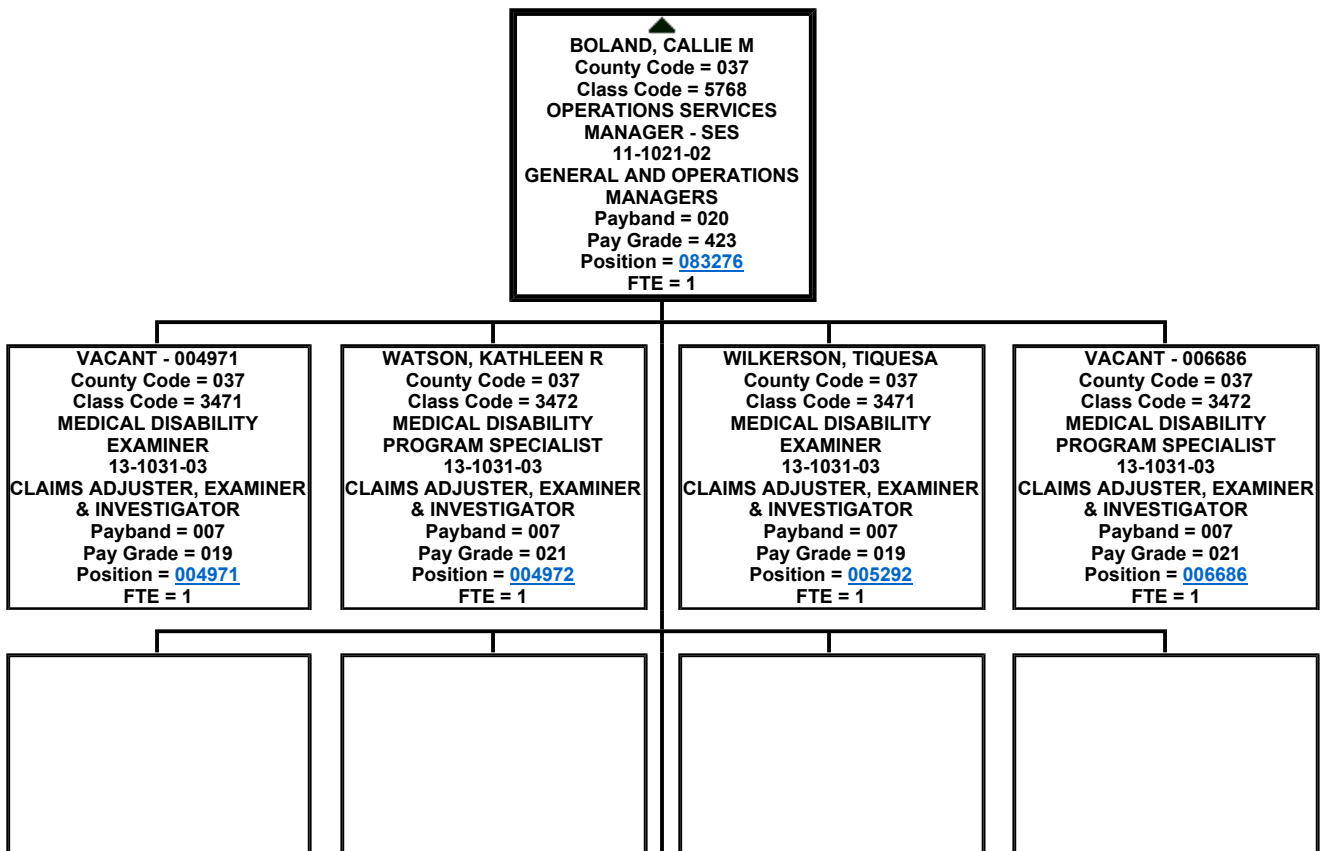 BOLAND, CALLIE M
County Code = 037
Class Code = 5768
OPERATIONS SERVICES
MANAGER - SES
11-1021-02
GENERAL AND OPERATIONS
MANAGERS
Payband = 020
Pay Grade = 423
Position = 083276
FTE = 1
VACANT - 004971
County Code = 037
Class Code = 3471
MEDICAL DISABILITY
EXAMINER
13-1031-03
CLAIMS ADJUSTER, EXAMINER
& INVESTIGATOR
Payband = 007
Pay Grade = 019
Position = 004971
FTE = 1
WATSON, KATHLEEN R
County Code = 037
Class Code = 3472
MEDICAL DISABILITY
PROGRAM SPECIALIST
13-1031-03
CLAIMS ADJUSTER, EXAMINER
& INVESTIGATOR
Payband = 007
Pay Grade = 021
Position = 004972
FTE = 1
WILKERSON, TIQUESA
County Code = 037
Class Code = 3471
MEDICAL DISABILITY
EXAMINER
13-1031-03
CLAIMS ADJUSTER, EXAMINER
& INVESTIGATOR
Payband = 007
Pay Grade = 019
Position = 005292
FTE = 1
VACANT - 006686
County Code = 037
Class Code = 3472
MEDICAL DISABILITY
PROGRAM SPECIALIST
13-1031-03
CLAIMS ADJUSTER, EXAMINER
& INVESTIGATOR
Payband = 007
Pay Grade = 021
Position = 006686
FTE = 1